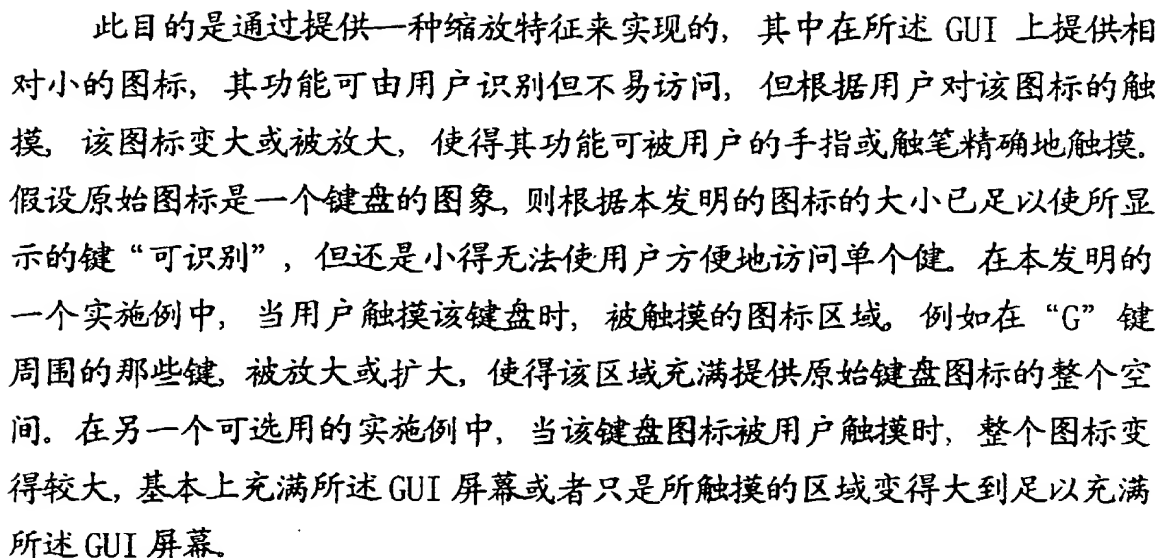 此目的是通过提供一种缩放特征来实现的，其中在所述 GUI 上提供相
对小的图标，其功能可由用户识别但不易访问，但根据用户对该图标的触
摸，该图标变大或被放大，使得其功能可被用户的手指或触笔精确地触摸。
假设原始图标是一个键盘的图象，则根据本发明的图标的大小已足以使所显
示的键“可识别”，但还是小得无法使用户方便地访问单个健。在本发明的
一个实施例中，当用户触摸该键盘时，被触摸的图标区域。例如在“G”键
周围的那些键，被放大或扩大，使得该区域充满提供原始键盘图标的整个空
间。在另一个可选用的实施例中，当该键盘图标被用户触摸时，整个图标变
得较大，基本上充满所述 GUI 屏幕或者只是所触摸的区域变得大到足以充满
所述 GUI 屏幕。